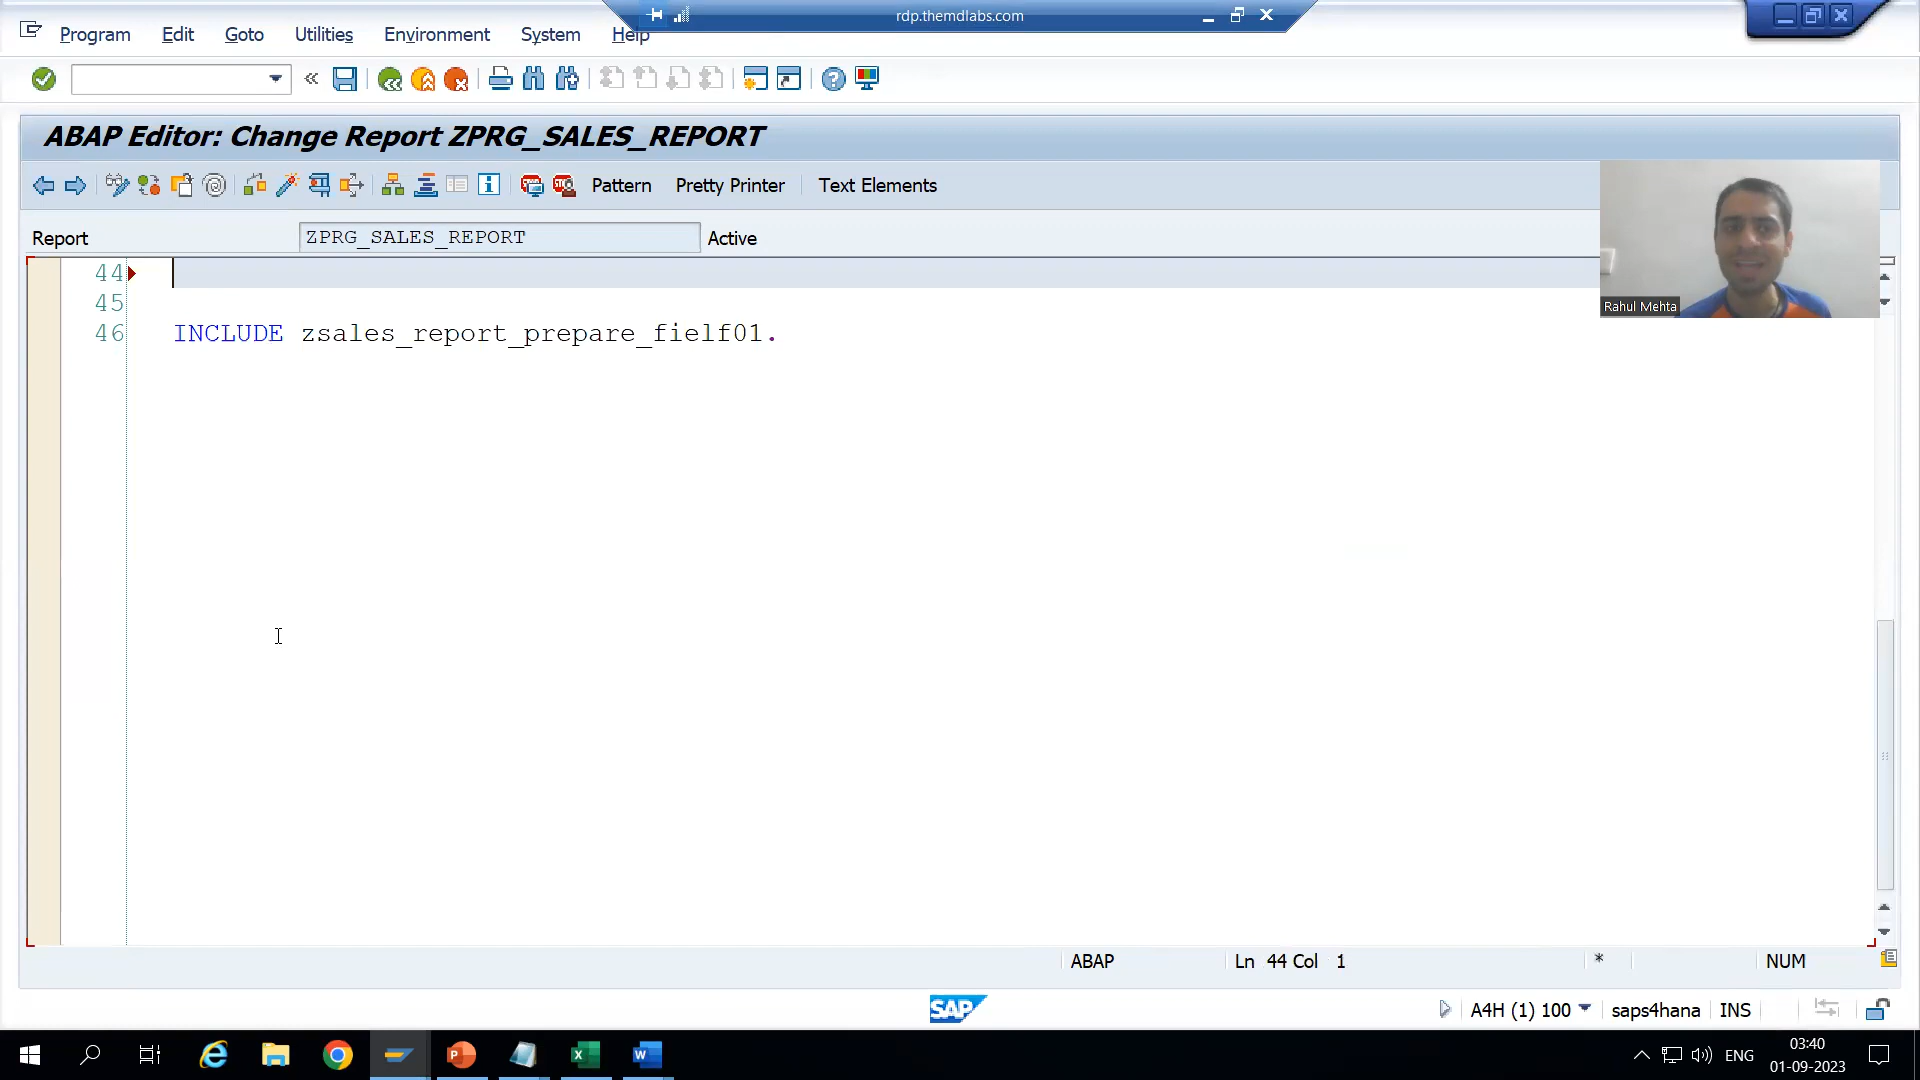 rdp.themdlabs.com
Program Edit Goto Utilities Environment System Help
ABAP Editor: Change Report ZPRG_SALES_REPORT
Pattern Pretty Printer Text Elements
Report ZPRG_SALES_REPORT Active
Rahul Mehta
44
45
46 INCLUDE zsales_report_prepare_fielf01.
ABAP Ln 44 Col 1 * NUM
SAP A4H (1) 100 saps4hana INS
ENG 03:40
01-09-2023